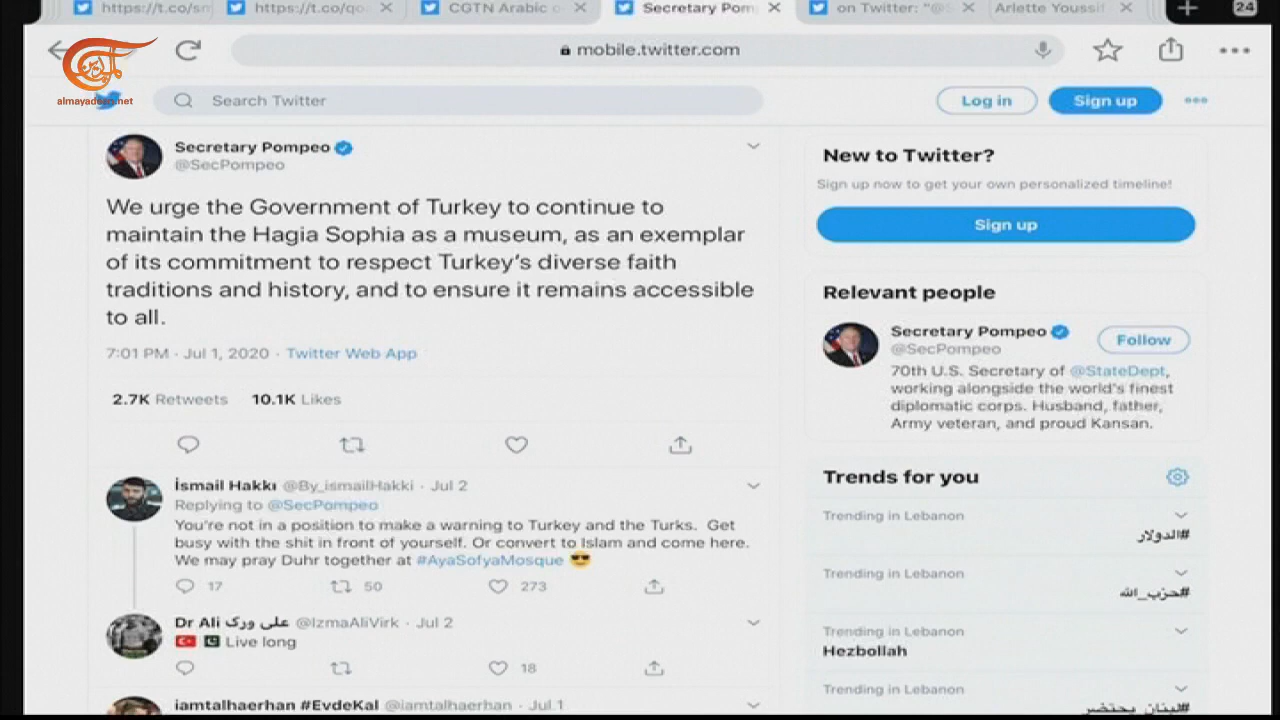 https://t.co/sn
https://t.co/qo
CGTN Arabic o
Secretary Pom
on Twitter: "@S
Arlette Youssif
24
mobile.twitter.com
almayadeen.net
Search Twitter
Log in
Sign up
Secretary Pompeo
@SecPompeo
We urge the Government of Turkey to continue to
maintain the Hagia Sophia as a museum, as an exemplar
of its commitment to respect Turkey's diverse faith
traditions and history, and to ensure it remains accessible
to all.
7:01 PM · Jul 1, 2020 · Twitter Web App
2.7K Retweets 10.1K Likes
İsmail Hakkı @By_ismailHakki · Jul 2
Replying to @SecPompeo
You're not in a position to make a warning to Turkey and the Turks. Get
busy with the shit in front of yourself. Or convert to Islam and come here.
We may pray Duhr together at #AyaSofyaMosque 😎
17 50 273
Dr Ali علی ورک @IzmaAliVirk · Jul 2
🇹🇷 🇵🇰 Live long
18
iamtalhaerhan #EvdeKal @iamtalhaerhan · Jul 1
New to Twitter?
Sign up now to get your own personalized timeline!
Sign up
Relevant people
Secretary Pompeo
@SecPompeo
Follow
70th U.S. Secretary of @StateDept,
working alongside the world's finest
diplomatic corps. Husband, father,
Army veteran, and proud Kansan.
Trends for you
Trending in Lebanon
#الدولار
Trending in Lebanon
#حزب_الله
Trending in Lebanon
Hezbollah
Trending in Lebanon
#لبنان_يحتضر